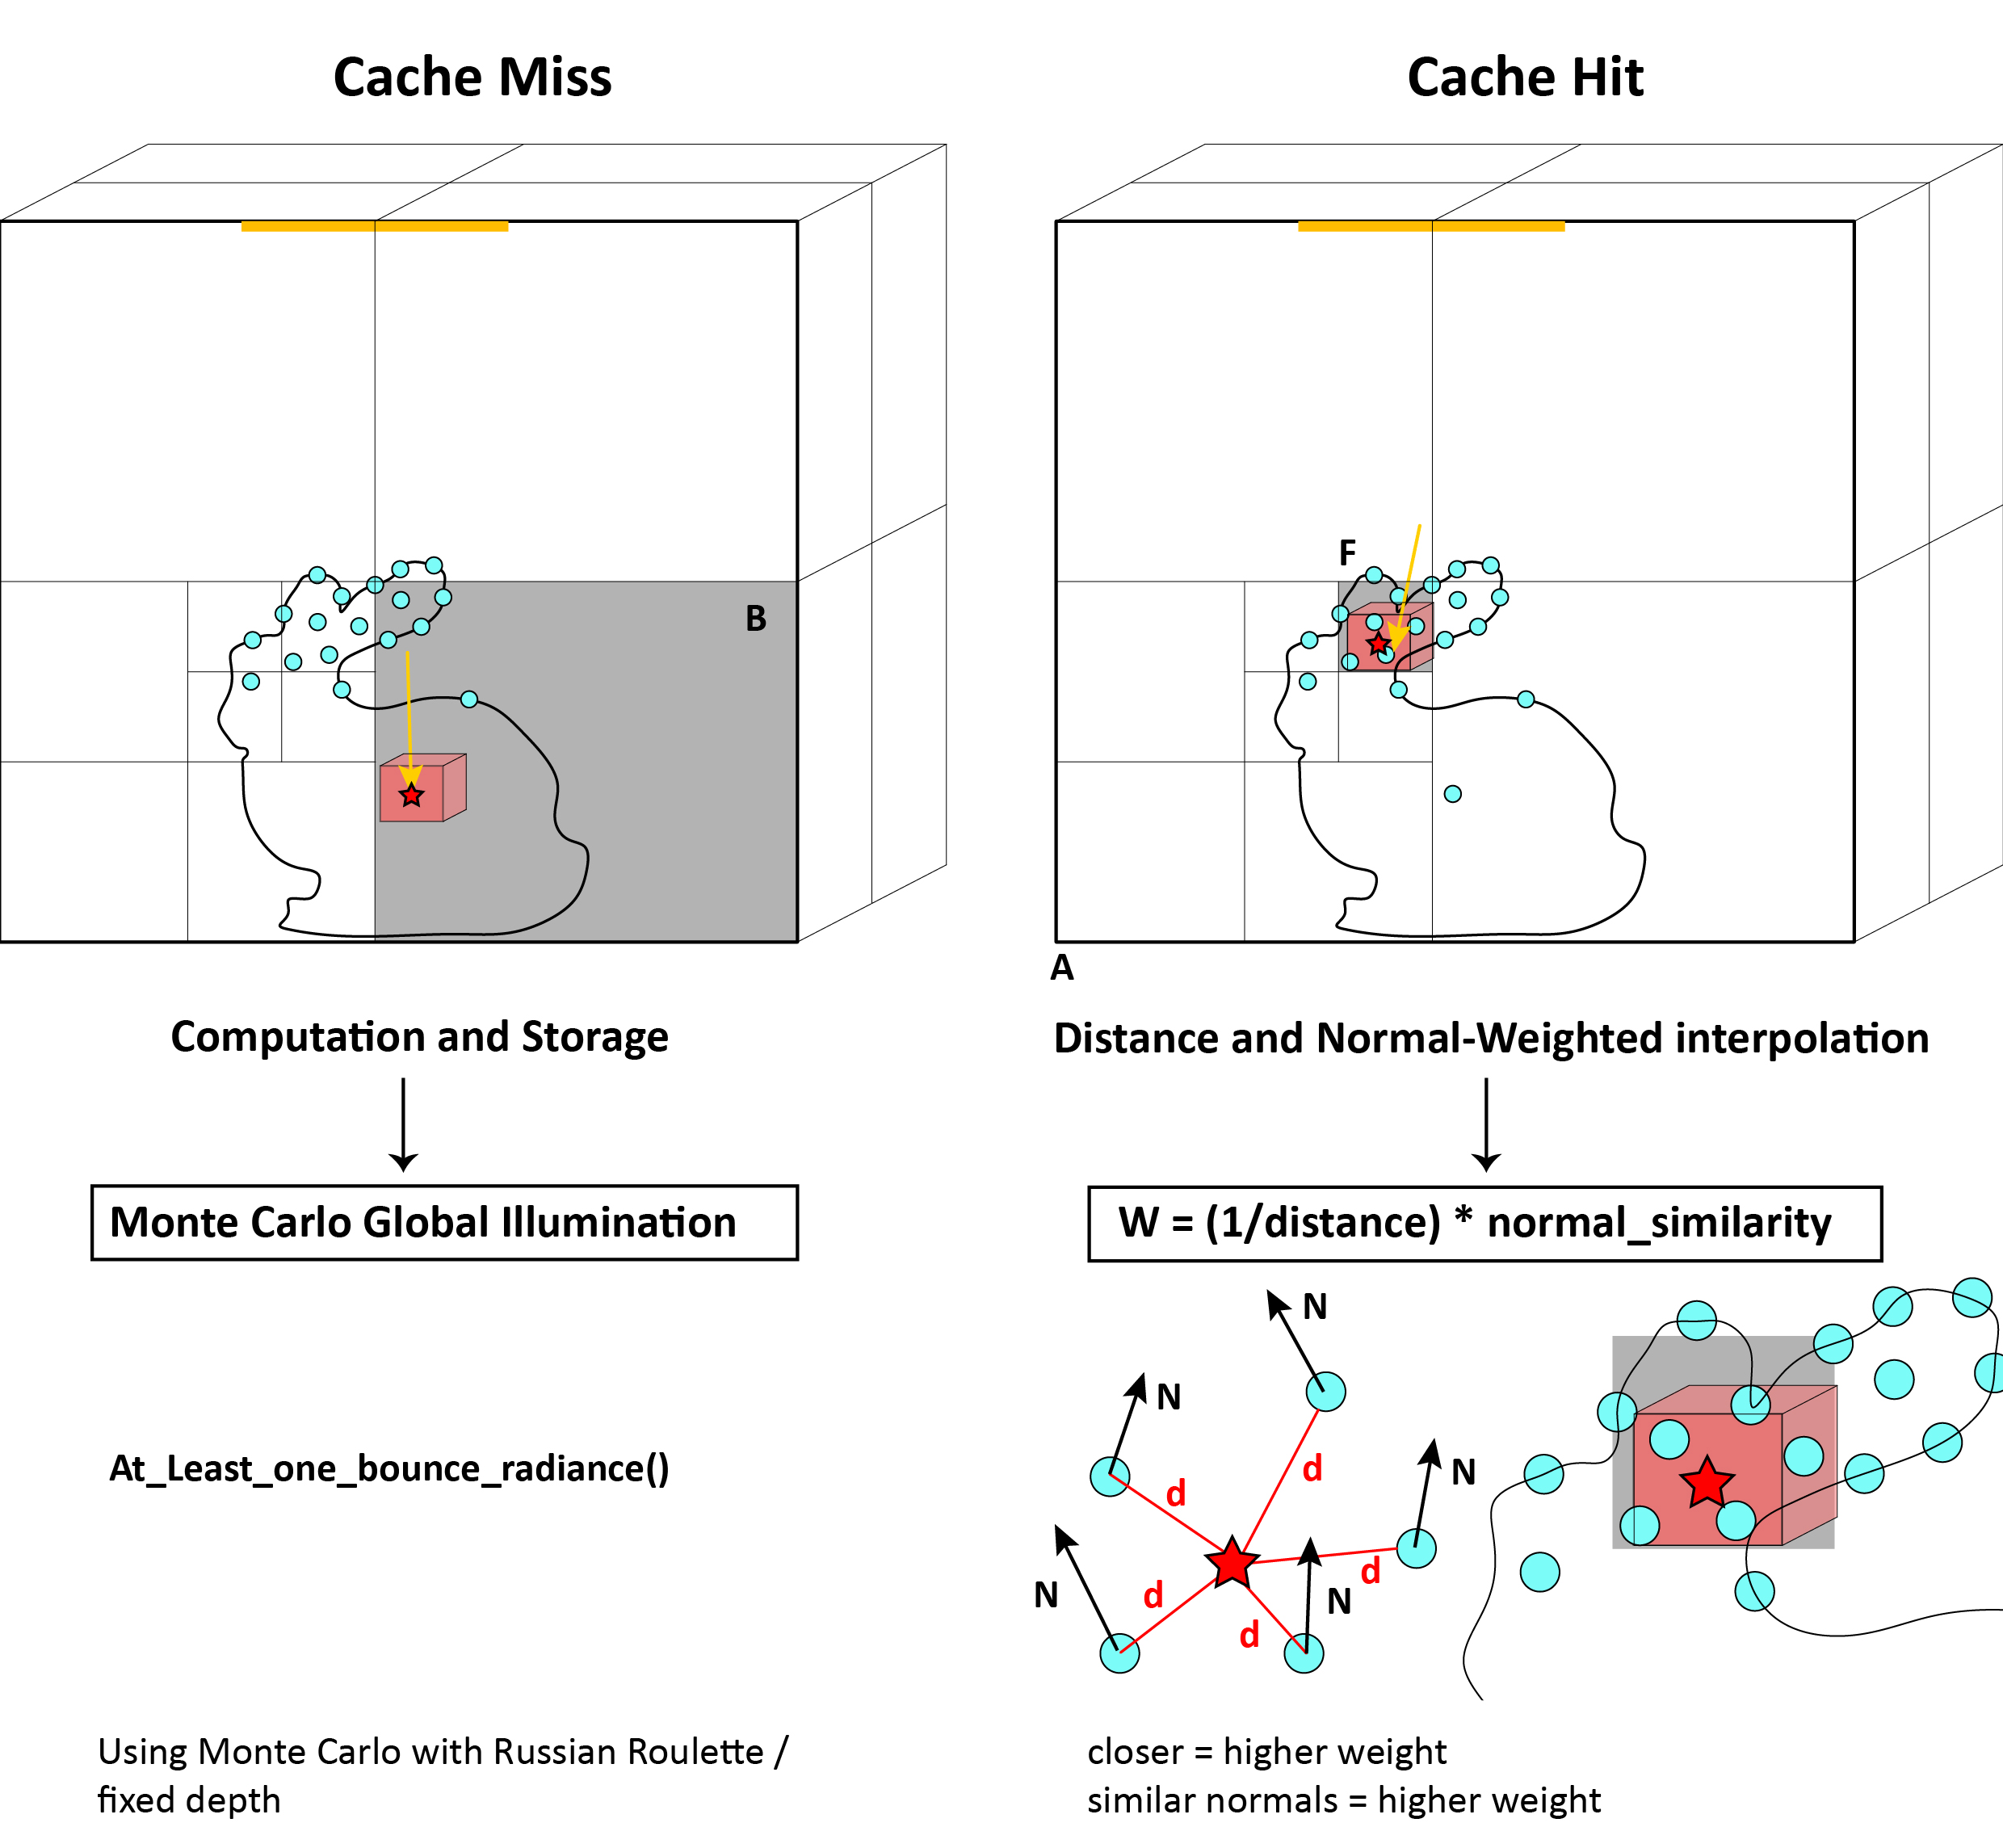 Cache Miss
B
Computation and Storage
Monte Carlo Global Illumination
At_Least_one_bounce_radiance()
Using Monte Carlo with Russian Roulette /
fixed depth
Cache Hit
F
A
Distance and Normal-Weighted interpolation
W = (1/distance) * normal_similarity
N
N
d
d
N
N
d
d
N
d
closer = higher weight
similar normals = higher weight